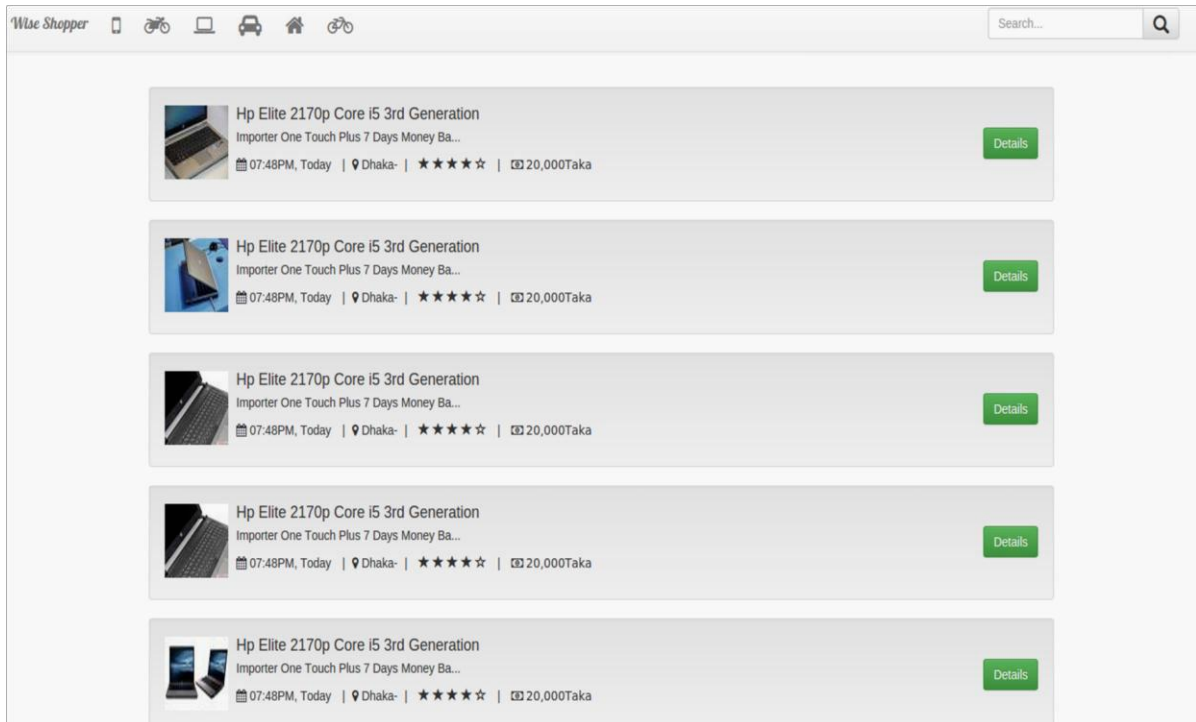 Wise Shopper
Search...
Hp Elite 2170p Core i5 3rd Generation
Importer One Touch Plus 7 Days Money Ba...
07:48PM, Today | Dhaka- | ★★★★☆ | 20,000Taka
Details
Hp Elite 2170p Core i5 3rd Generation
Importer One Touch Plus 7 Days Money Ba...
07:48PM, Today | Dhaka- | ★★★★☆ | 20,000Taka
Details
Hp Elite 2170p Core i5 3rd Generation
Importer One Touch Plus 7 Days Money Ba...
07:48PM, Today | Dhaka- | ★★★★☆ | 20,000Taka
Details
Hp Elite 2170p Core i5 3rd Generation
Importer One Touch Plus 7 Days Money Ba...
07:48PM, Today | Dhaka- | ★★★★☆ | 20,000Taka
Details
Hp Elite 2170p Core i5 3rd Generation
Importer One Touch Plus 7 Days Money Ba...
07:48PM, Today | Dhaka- | ★★★★☆ | 20,000Taka
Details